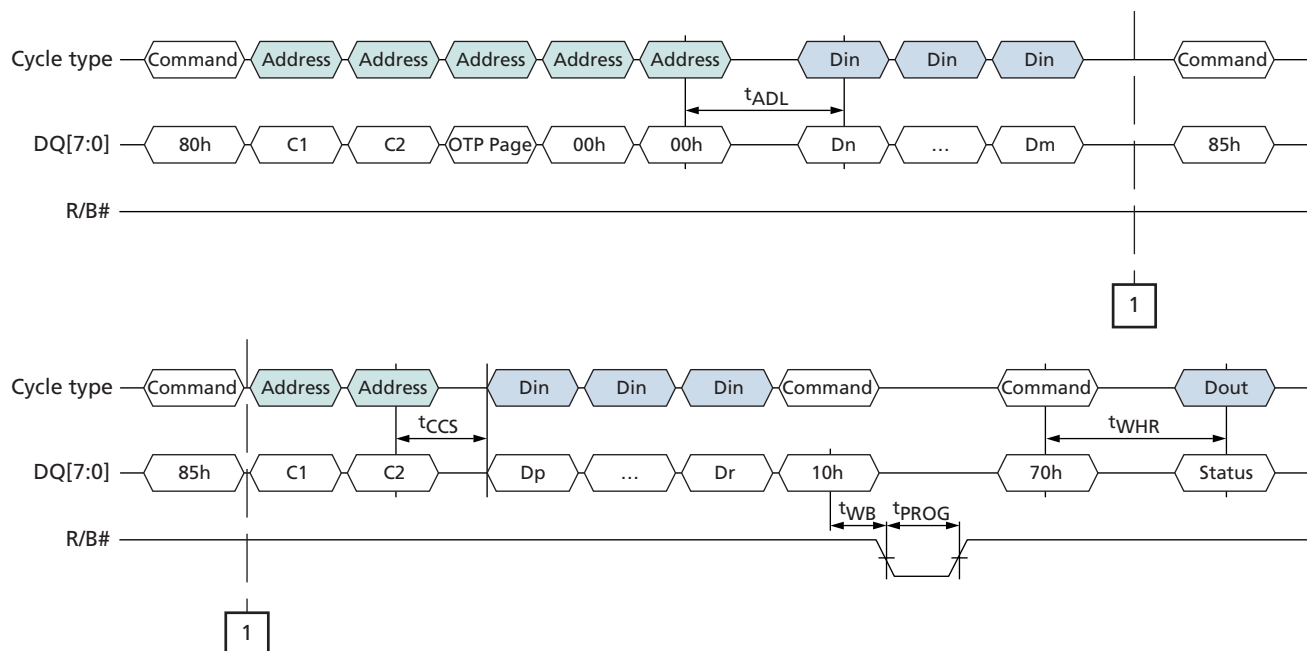 Cycle type Command Address Address Address Address Address Din Din Din Command
tADL
DQ[7:0] 80h C1 C2 OTP Page 00h 00h Dn … Dm 85h
R/B#
1
Cycle type Command Address Address Din Din Din Command Command Dout
tCCS tWHR
DQ[7:0] 85h C1 C2 Dp … Dr 10h 70h Status
tWB tPROG
R/B#
1